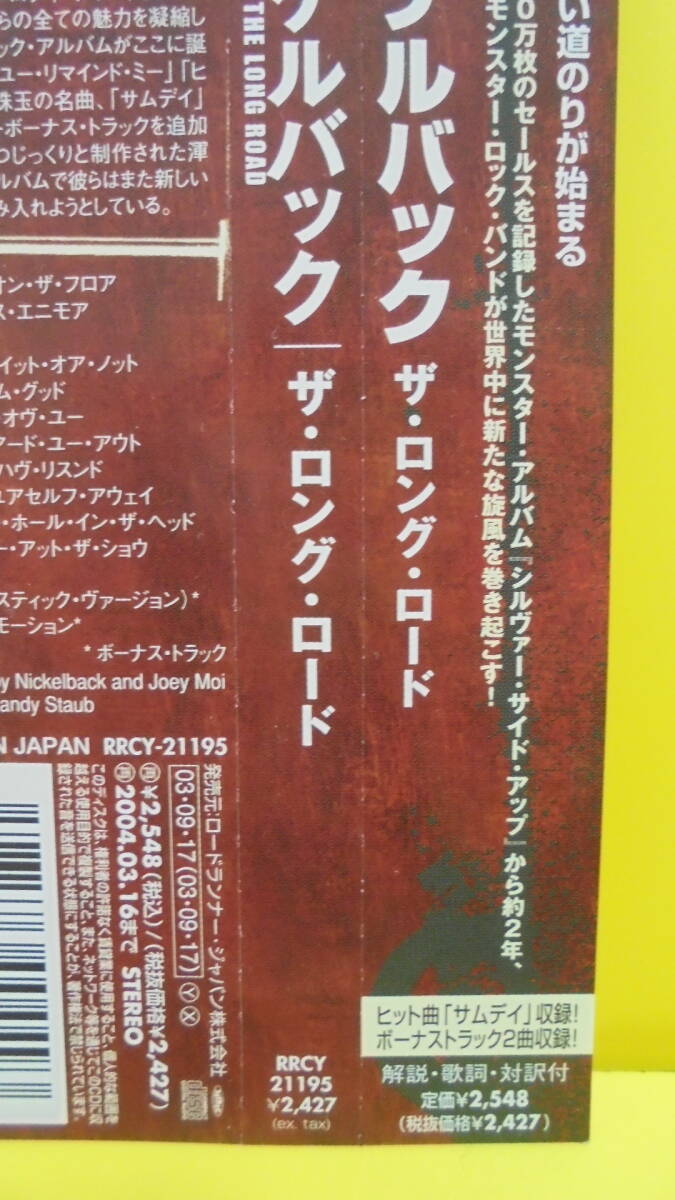 い道のりが始まる
0万枚のセールスを記録したモンスター・アルバム『シルヴァー・サイド・アップ』から約2年、
モンスター・ロック・バンドが世界中に新たな旋風を巻き起こす!
ルバック ザ・ロング・ロード
ヒット曲「サムデイ」収録!
ボーナストラック2曲収録!
解説・歌詞・対訳付
定価¥2,548
(税抜価格¥2,427)
THE LONG ROAD
ケルバック|ザ・ロング・ロード
RRCY
21195
¥2,427
(ex. tax)
らの全ての魅力を凝縮し
ック・アルバムがここに誕
ユー・リマインド・ミー」「ヒ
珠玉の名曲、「サムデイ」
ボーナス・トラックを追加
つじっくりと制作された渾
ルバムで彼らはまた新しい
み入れようとしている。
オン・ザ・フロア
ス・エニモア
イット・オア・ノット
ム・グッド
・オヴ・ユー
アード・ユー・アウト
ハヴ・リスンド
ユアセルフ・アウェイ
・ホール・イン・ザ・ヘッド
ー・アット・ザ・ショウ
スティック・ヴァージョン)*
モーション*
*ボーナス・トラック
by Nickelback and Joey Moi
andy Staub
N JAPAN RRCY-21195
発売元:ロードランナー・ジャパン株式会社
03・09・17(03・09・17)ⓎⓍ
¥2,548(税込)/(税抜価格¥2,427)
2004.03.16まで STEREO